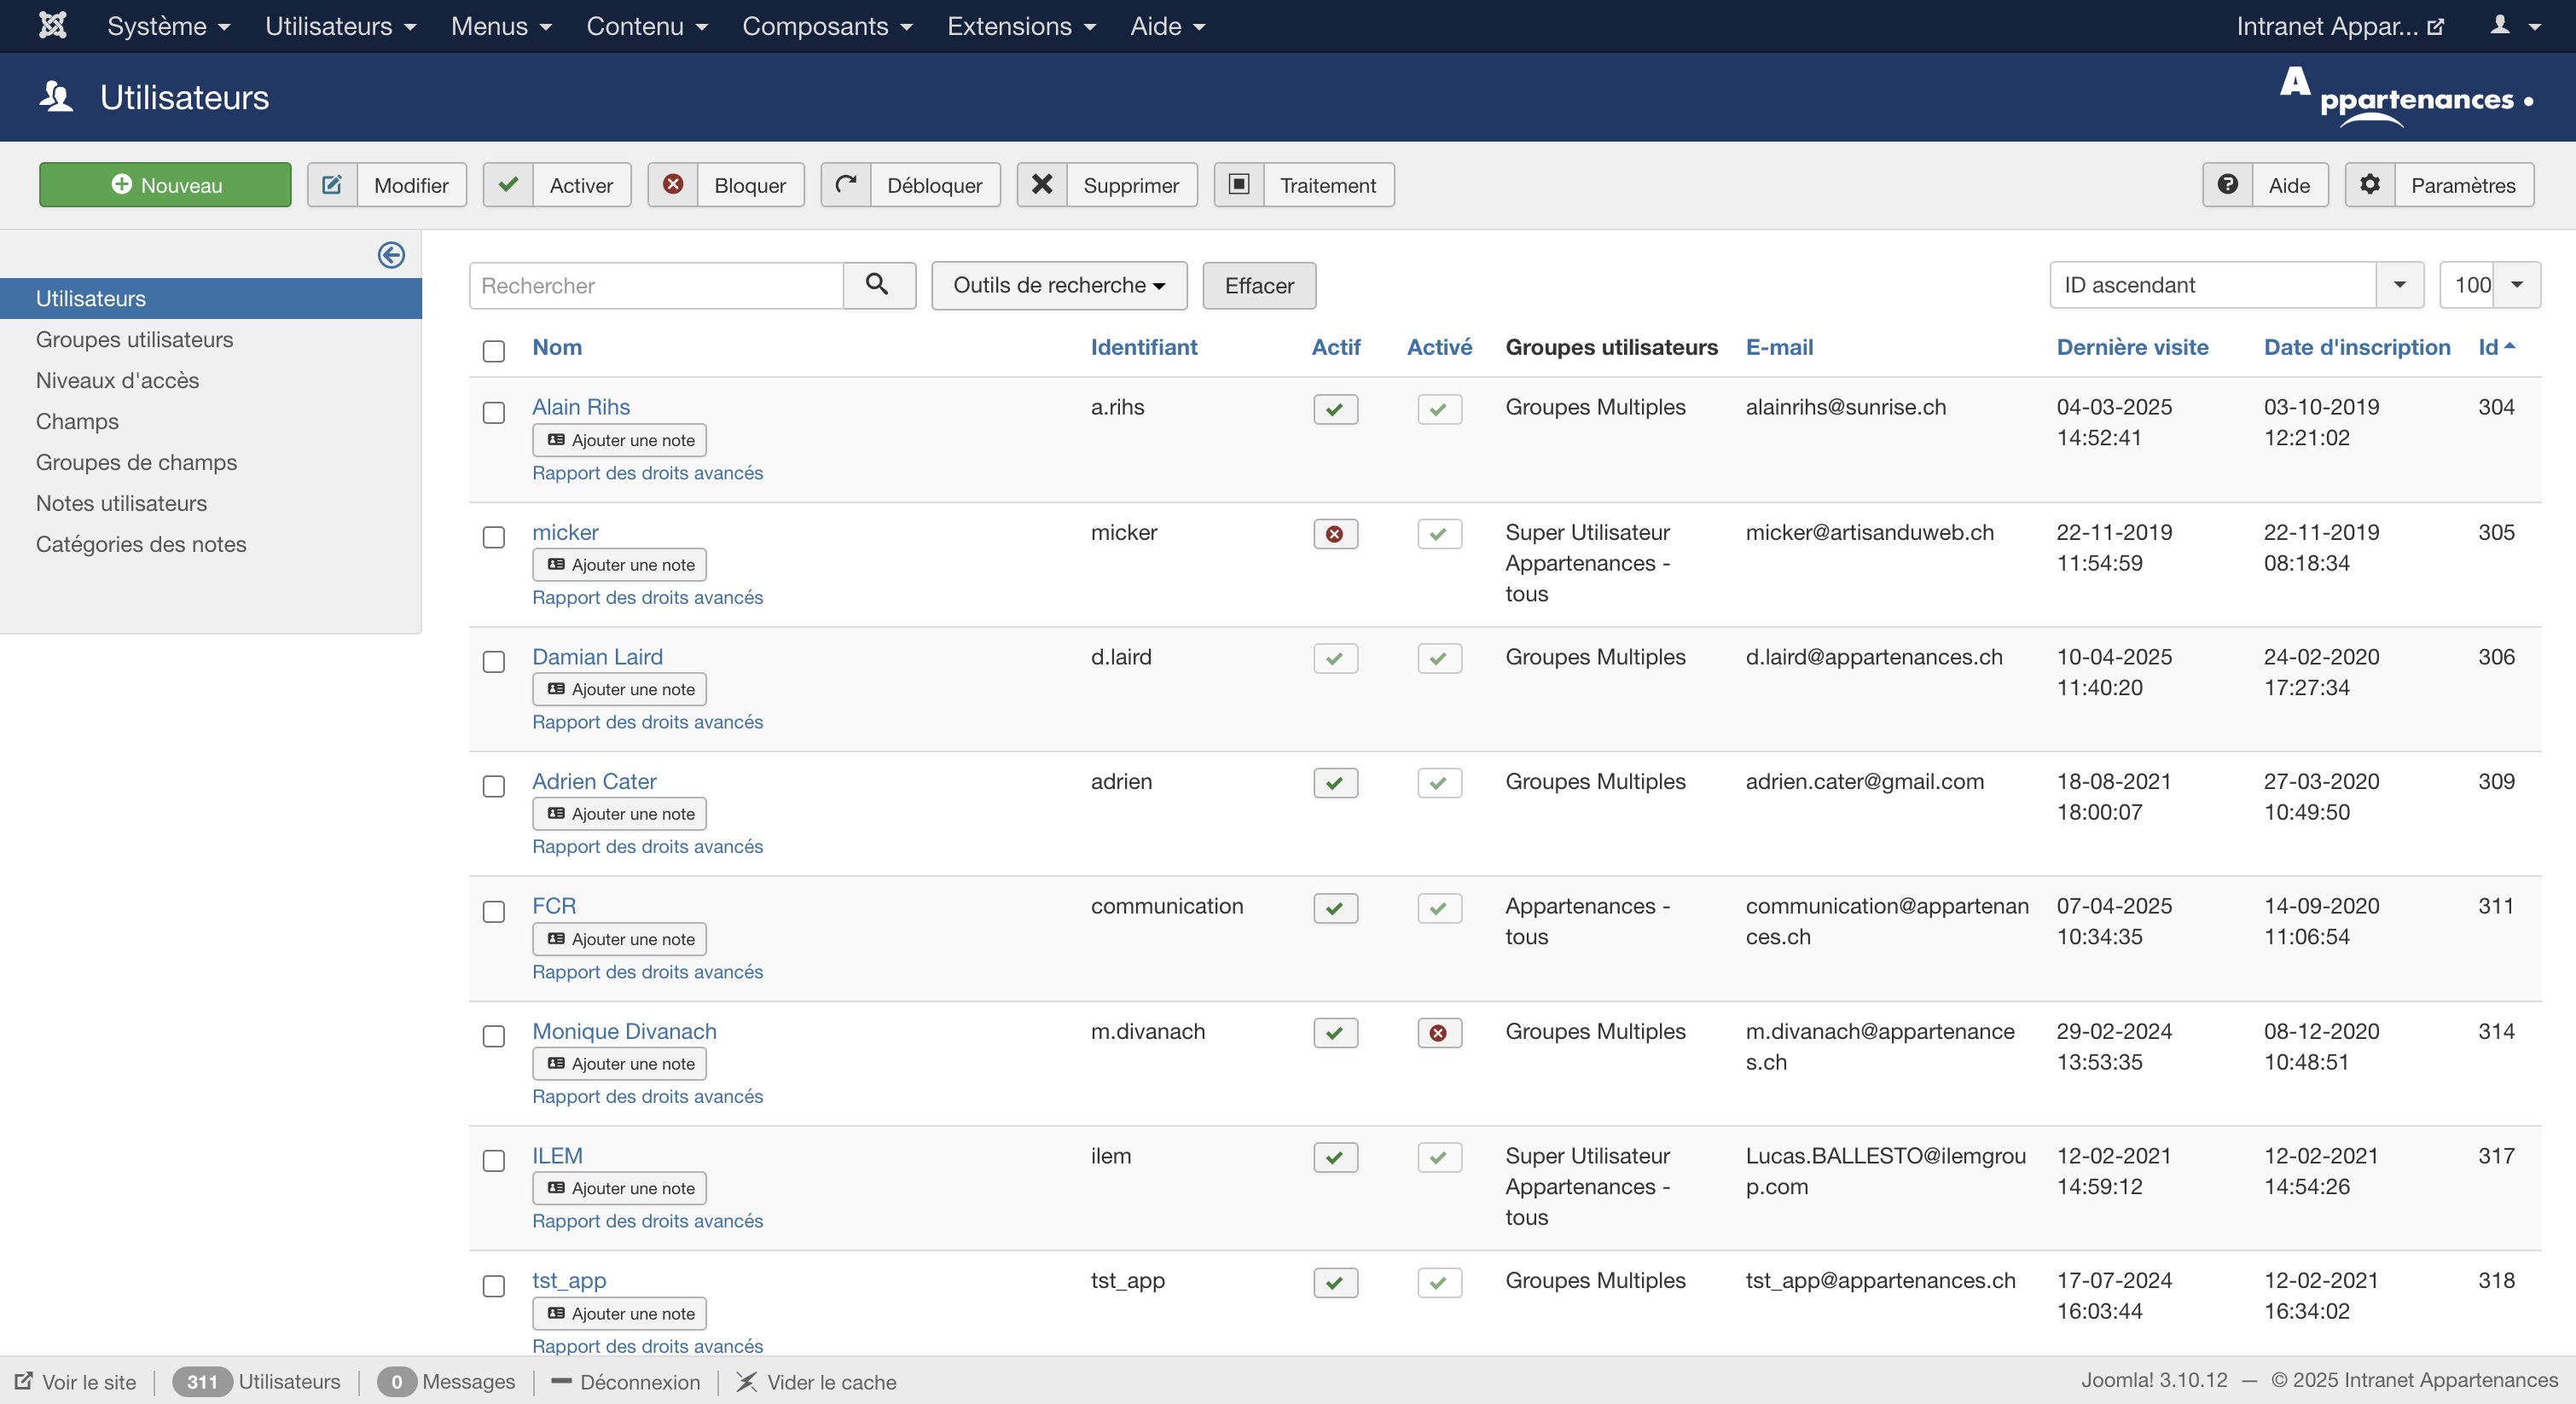 Système Utilisateurs Menus Contenu Composants Extensions Aide Intranet Appar...
Utilisateurs
Appartenances
Nouveau Modifier Activer Bloquer Débloquer Supprimer Traitement Aide Paramètres
Utilisateurs
Groupes utilisateurs
Niveaux d'accès
Champs
Groupes de champs
Notes utilisateurs
Catégories des notes
Rechercher Outils de recherche Effacer ID ascendant 100
Nom Identifiant Actif Activé Groupes utilisateurs E-mail Dernière visite Date d'inscription Id
Alain Rihs a.rihs Groupes Multiples alainrihs@sunrise.ch 04-03-2025 03-10-2019 304
14:52:41 12:21:02
Ajouter une note
Rapport des droits avancés
micker micker Super Utilisateur micker@artisanduweb.ch 22-11-2019 22-11-2019 305
Appartenances - 11:54:59 08:18:34
Ajouter une note
tous
Rapport des droits avancés
Damian Laird d.laird Groupes Multiples d.laird@appartenances.ch 10-04-2025 24-02-2020 306
11:40:20 17:27:34
Ajouter une note
Rapport des droits avancés
Adrien Cater adrien Groupes Multiples adrien.cater@gmail.com 18-08-2021 27-03-2020 309
18:00:07 10:49:50
Ajouter une note
Rapport des droits avancés
FCR communication Appartenances - communication@appartenan 07-04-2025 14-09-2020 311
tous ces.ch 10:34:35 11:06:54
Ajouter une note
Rapport des droits avancés
Monique Divanach m.divanach Groupes Multiples m.divanach@appartenance 29-02-2024 08-12-2020 314
s.ch 13:53:35 10:48:51
Ajouter une note
Rapport des droits avancés
ILEM ilem Super Utilisateur Lucas.BALLESTO@ilemgrou 12-02-2021 12-02-2021 317
Appartenances - p.com 14:59:12 14:54:26
Ajouter une note
tous
Rapport des droits avancés
tst_app tst_app Groupes Multiples tst_app@appartenances.ch 17-07-2024 12-02-2021 318
16:03:44 16:34:02
Ajouter une note
Rapport des droits avancés
Voir le site 311 Utilisateurs 0 Messages Déconnexion Vider le cache Joomla! 3.10.12 — © 2025 Intranet Appartenances